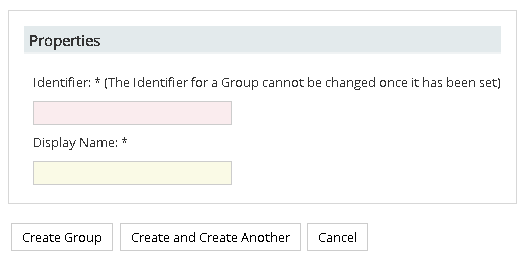 Properties
Identifier: * (The Identifier for a Group cannot be changed once it has been set)
Display Name: *
Create Group Create and Create Another Cancel